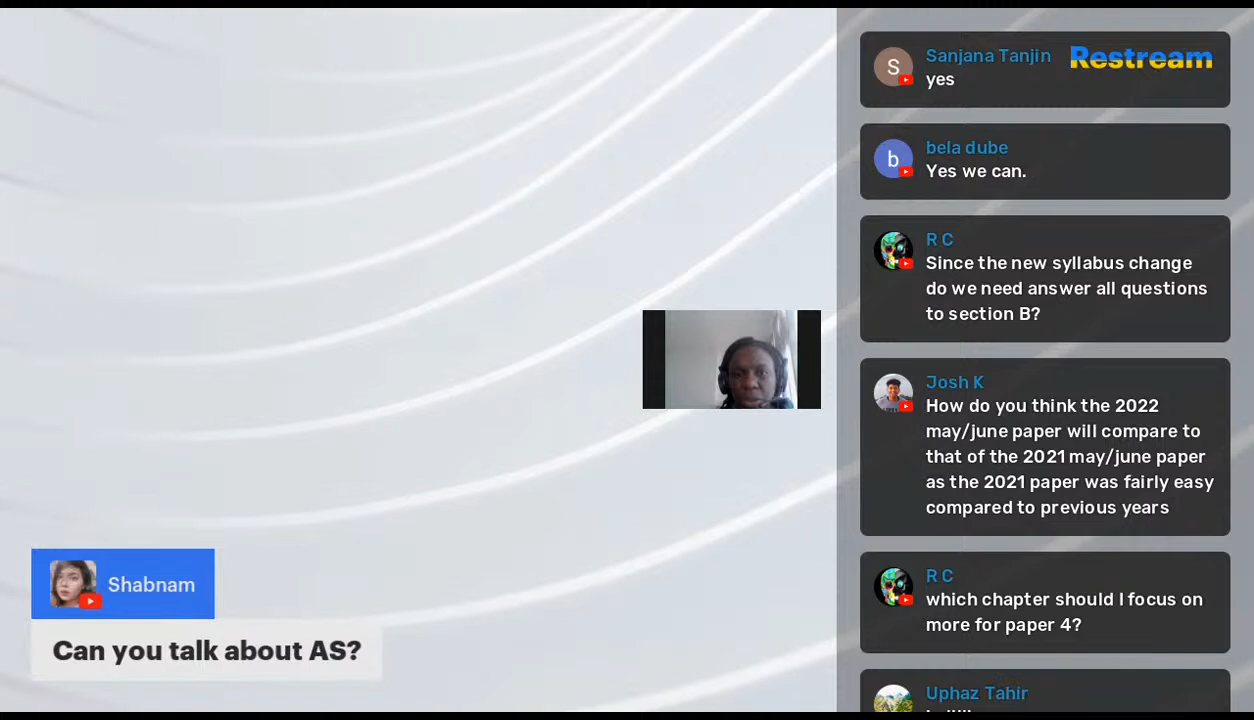 Sanjana Tanjin
Restream
yes
bela dube
Yes we can.
R C
Since the new syllabus change
do we need answer all questions
to section B?
Josh K
How do you think the 2022
may/june paper will compare to
that of the 2021 may/june paper
as the 2021 paper was fairly easy
compared to previous years
R C
which chapter should I focus on
more for paper 4?
Uphaz Tahir
Shabnam
Can you talk about AS?